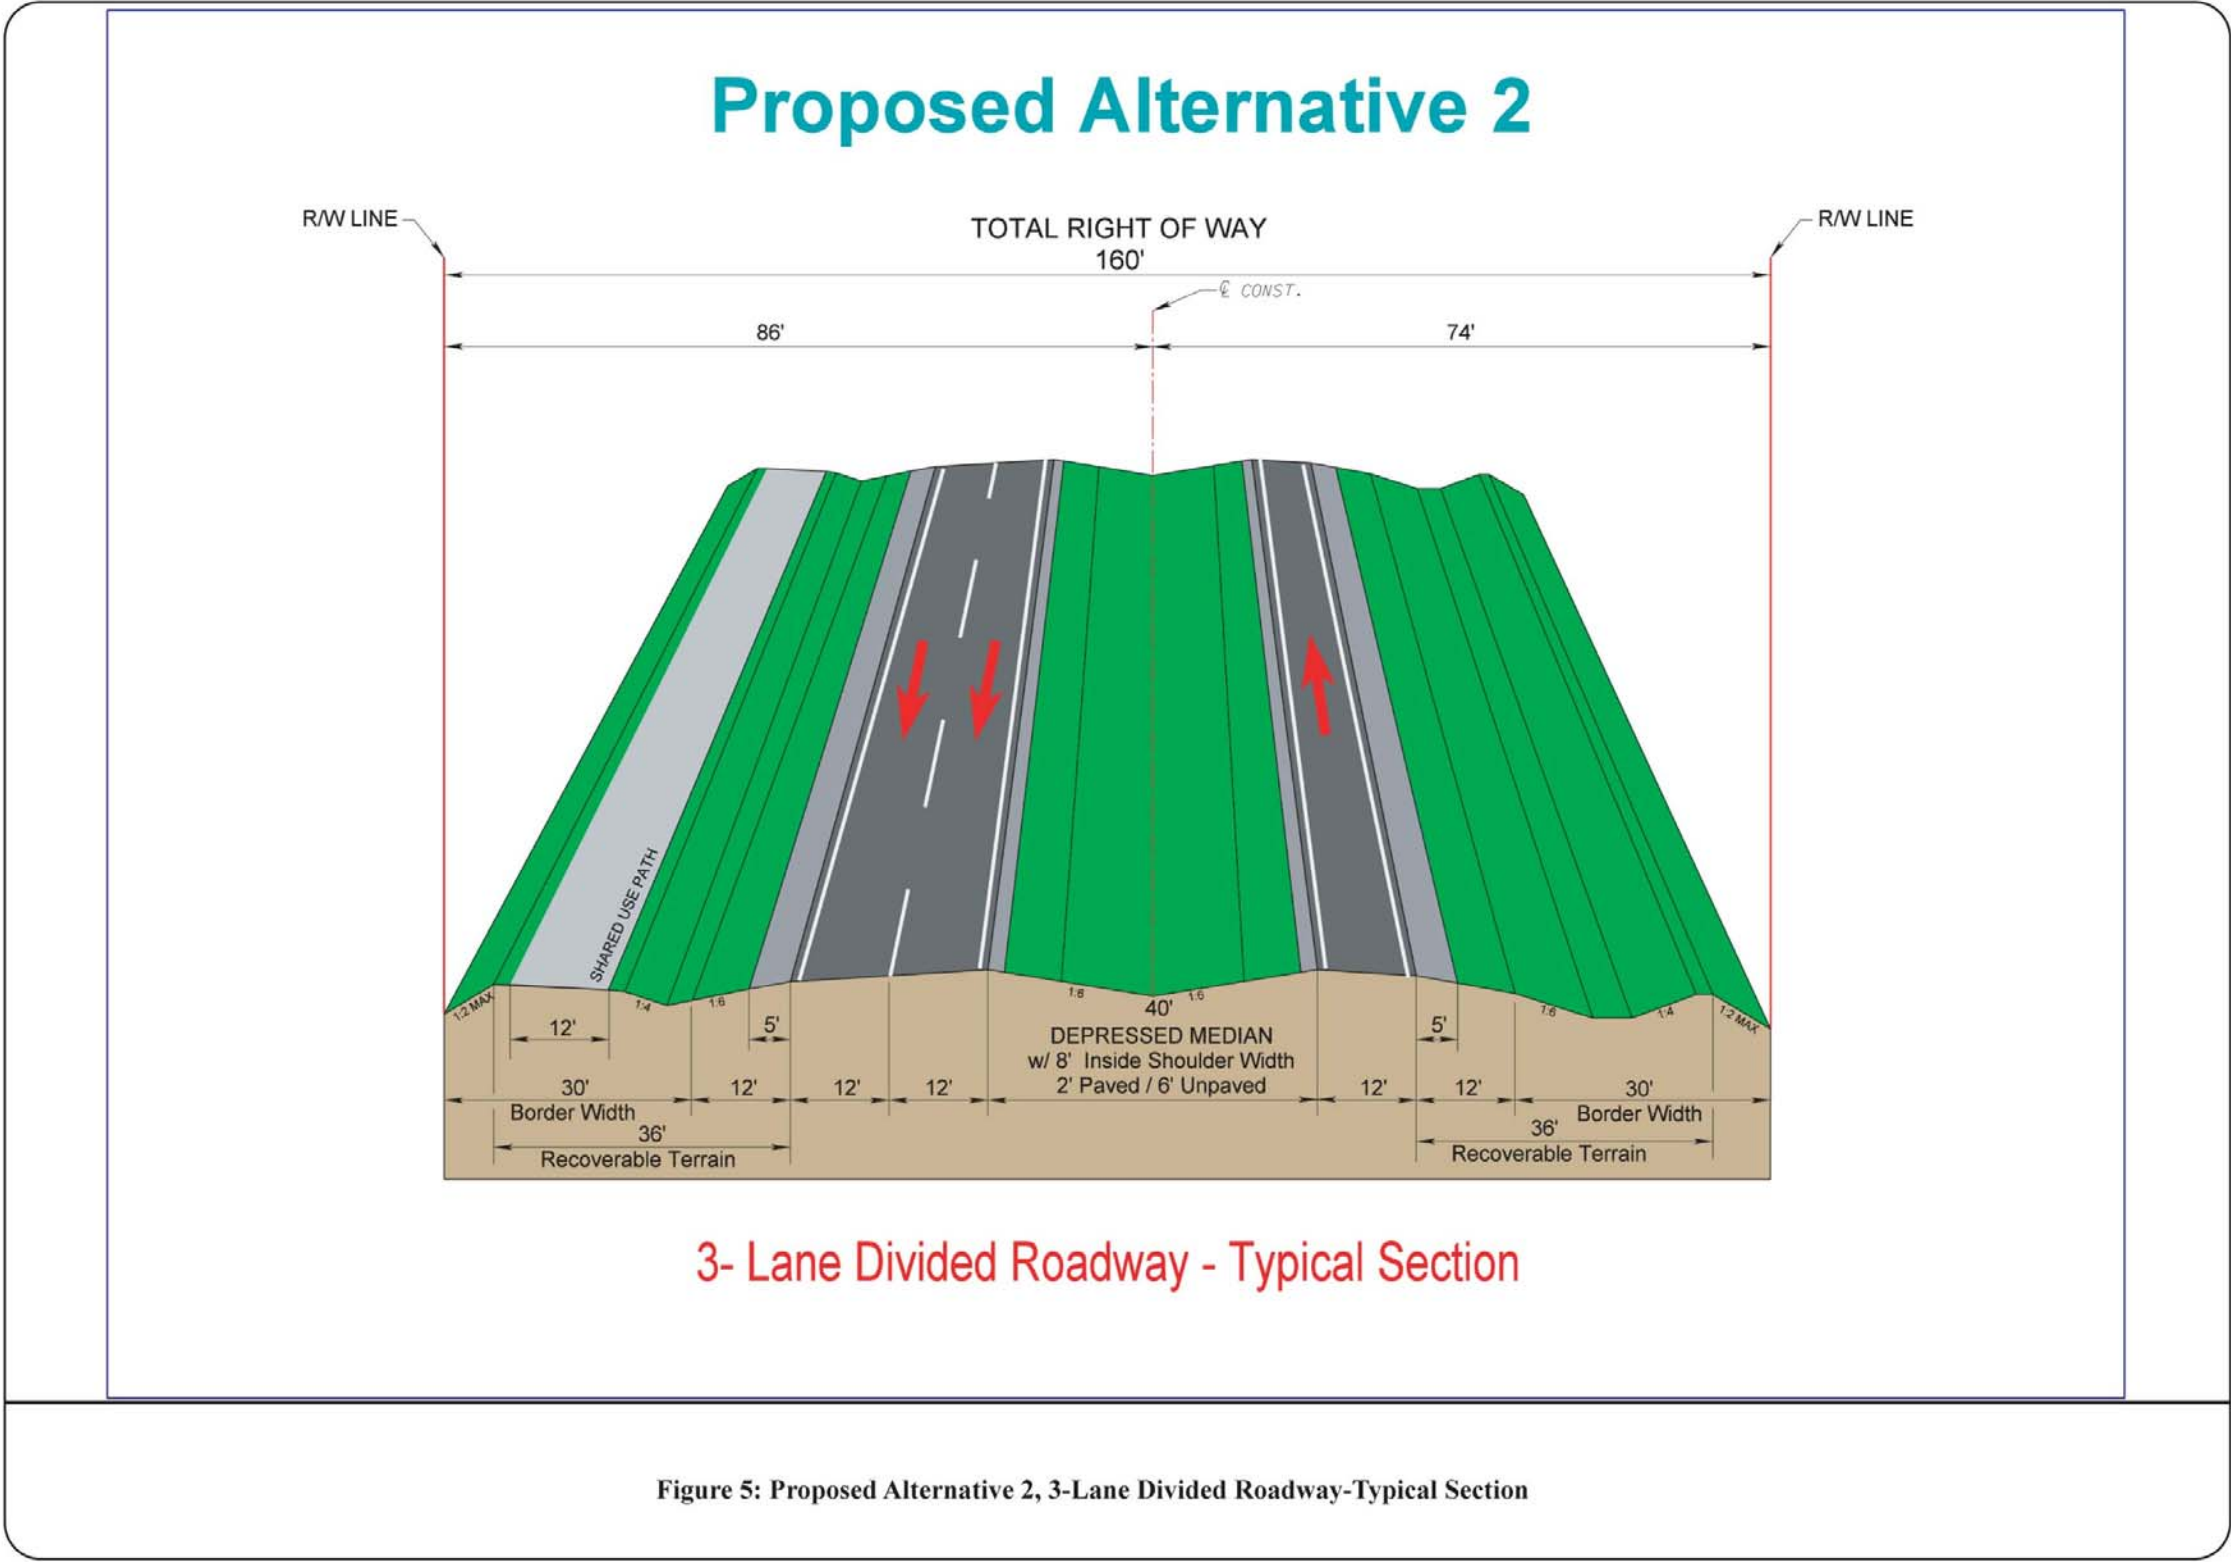 Proposed Alternative 2
R/W LINE
R/W LINE
TOTAL RIGHT OF WAY
160'
℄ CONST.
86'
74'
SHARED USE PATH
1:2 MAX
1:4
1:6
1:6
1:6
1:6
1:4
1:2 MAX
12'
5'
40'
5'
DEPRESSED MEDIAN
w/ 8' Inside Shoulder Width
2' Paved / 6' Unpaved
30'
12'
12'
12'
12'
12'
30'
Border Width
Border Width
36'
36'
Recoverable Terrain
Recoverable Terrain
3- Lane Divided Roadway - Typical Section
Figure 5: Proposed Alternative 2, 3-Lane Divided Roadway-Typical Section